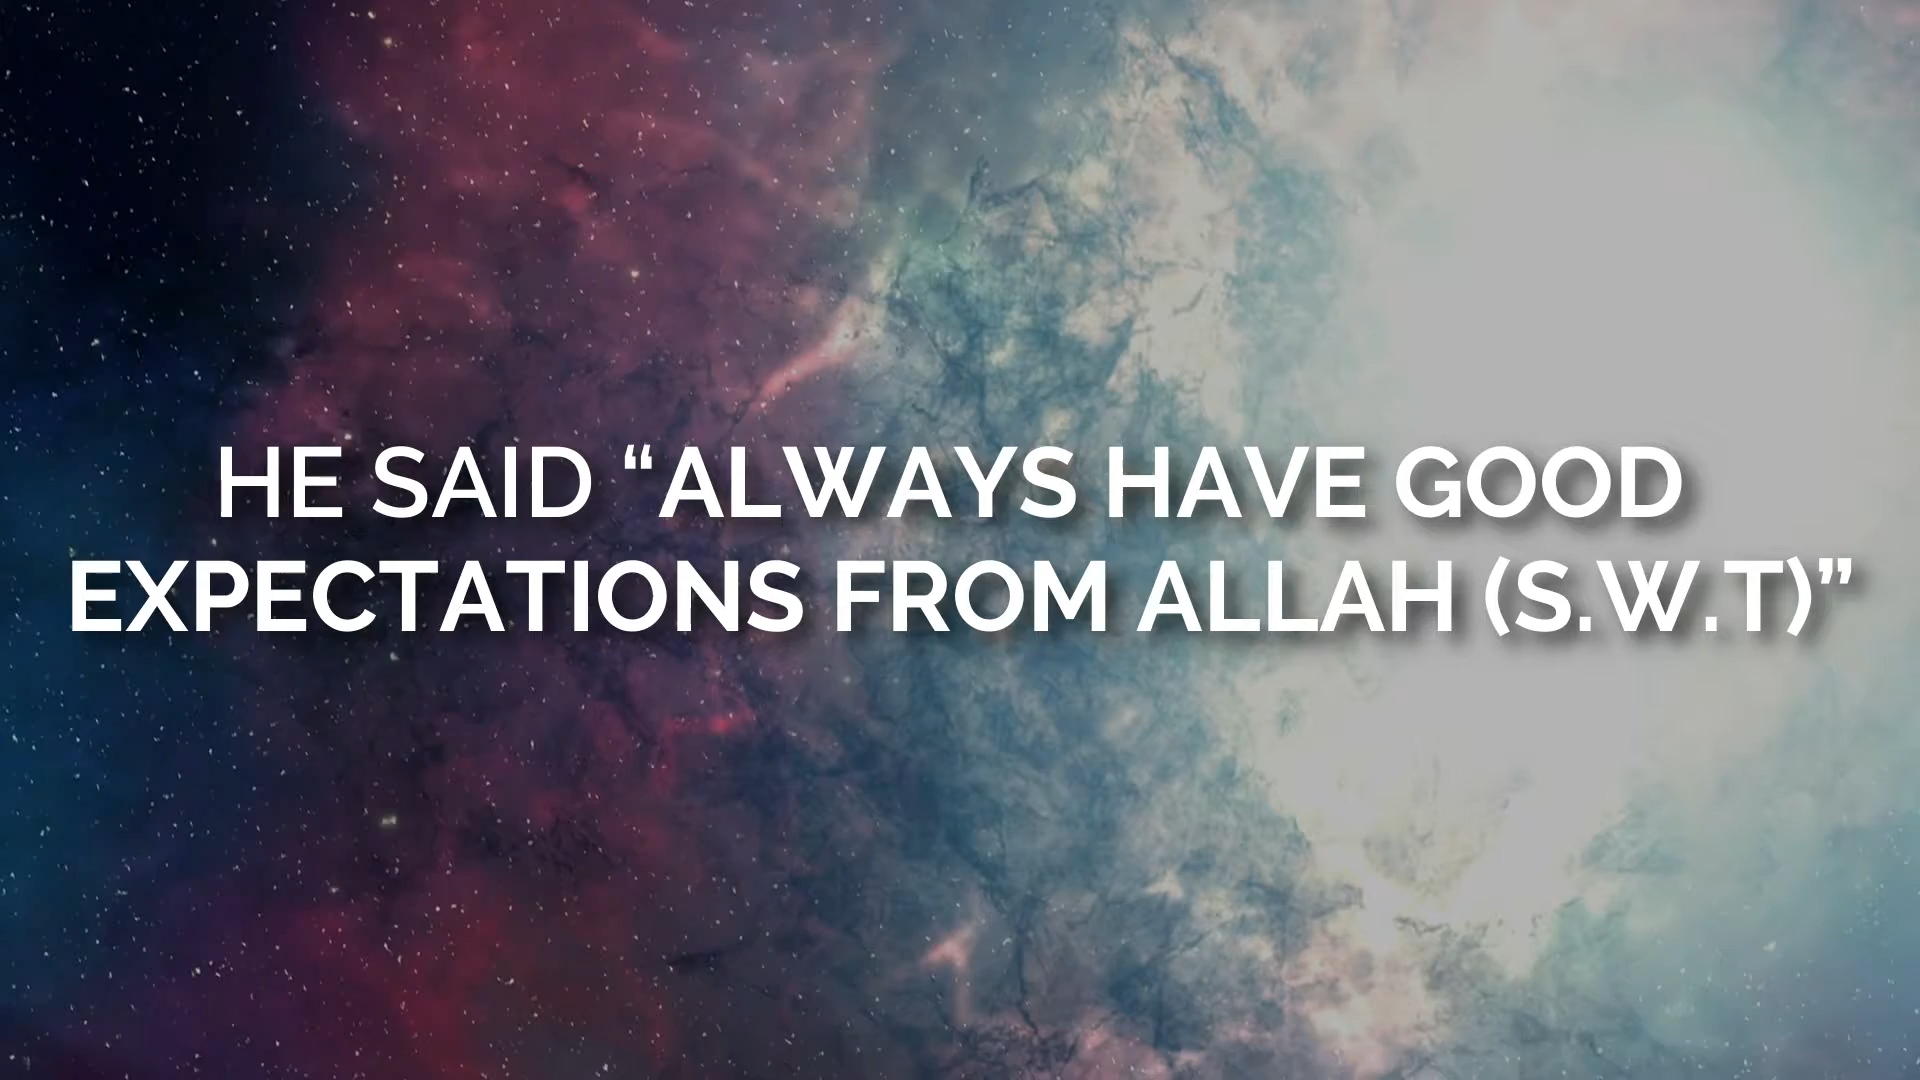 HE SAID “ALWAYS HAVE GOOD
EXPECTATIONS FROM ALLAH (S.W.T)”